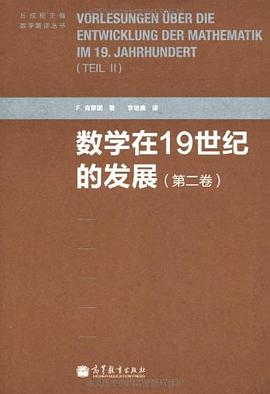 丘成桐主编
数学翻译丛书
VORLESUNGEN ÜBER DIE
ENTWICKLUNG DER MATHEMATIK
IM 19. JAHRHUNDERT
(TEIL II)
F. 克莱因 著 李培廉 译
数学在19世纪
的发展(第二卷)
高等教育出版社